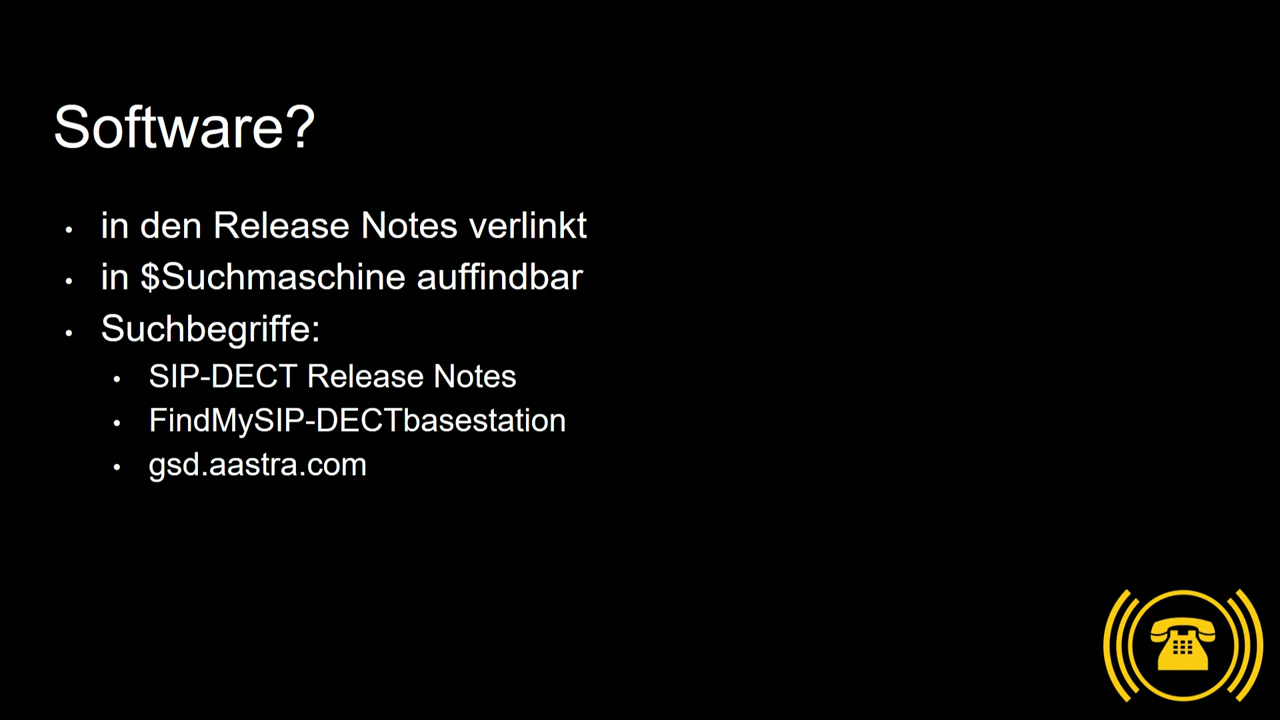 Software?
• in den Release Notes verlinkt
• in $Suchmaschine auffindbar
• Suchbegriffe:
• SIP-DECT Release Notes
• FindMySIP-DECTbasestation
• gsd.aastra.com